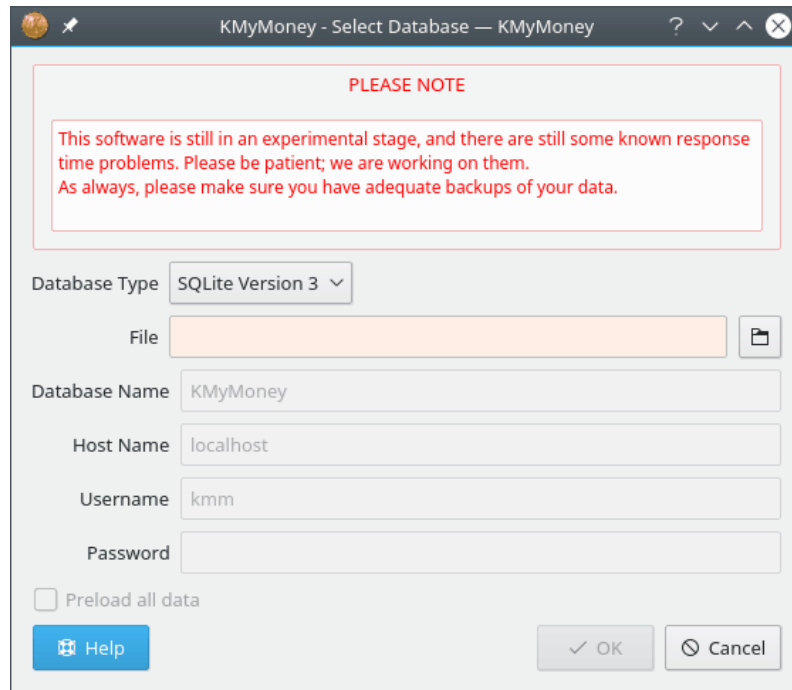 KMyMoney - Select Database — KMyMoney
PLEASE NOTE
This software is still in an experimental stage, and there are still some known response
time problems. Please be patient; we are working on them.
As always, please make sure you have adequate backups of your data.
Database Type SQLite Version 3
File
Database Name KMyMoney
Host Name localhost
Username kmm
Password
Preload all data
Help OK Cancel